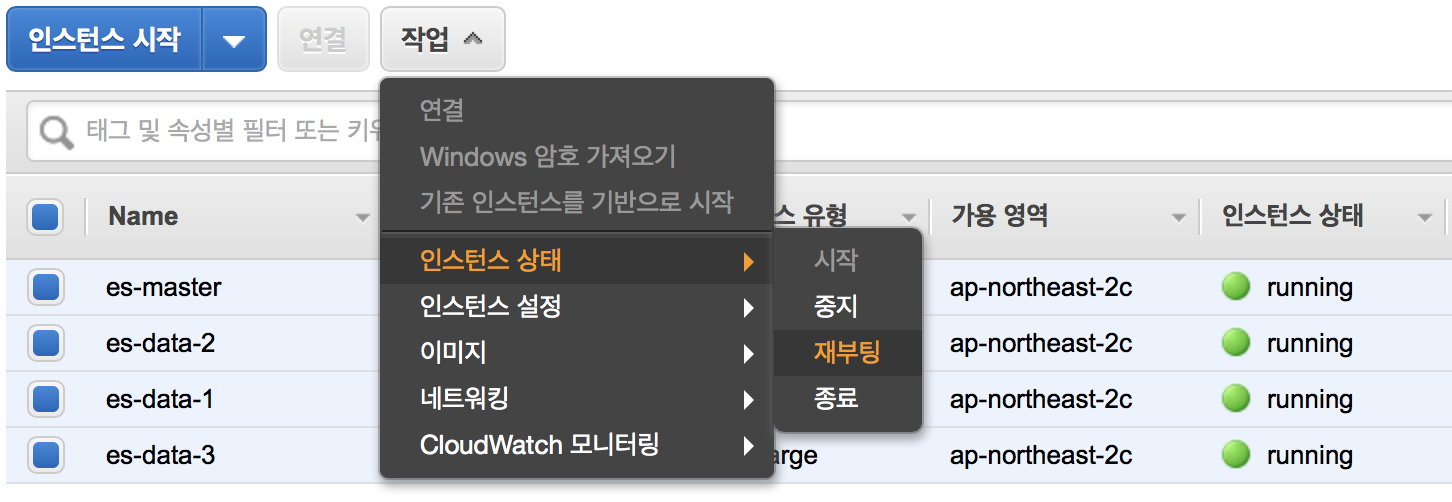 인스턴스 시작 연결 작업
연결
태그 및 속성별 필터 또는
Windows 암호 가져오기
기존 인스턴스를 기반으로 시작
Name 유형 가용 영역 인스턴스 상태
인스턴스 상태 시작
es-master ap-northeast-2c running
인스턴스 설정 중지
es-data-2 이미지 재부팅 ap-northeast-2c running
es-data-1 네트워킹 종료 ap-northeast-2c running
CloudWatch 모니터링
es-data-3 ap-northeast-2c running